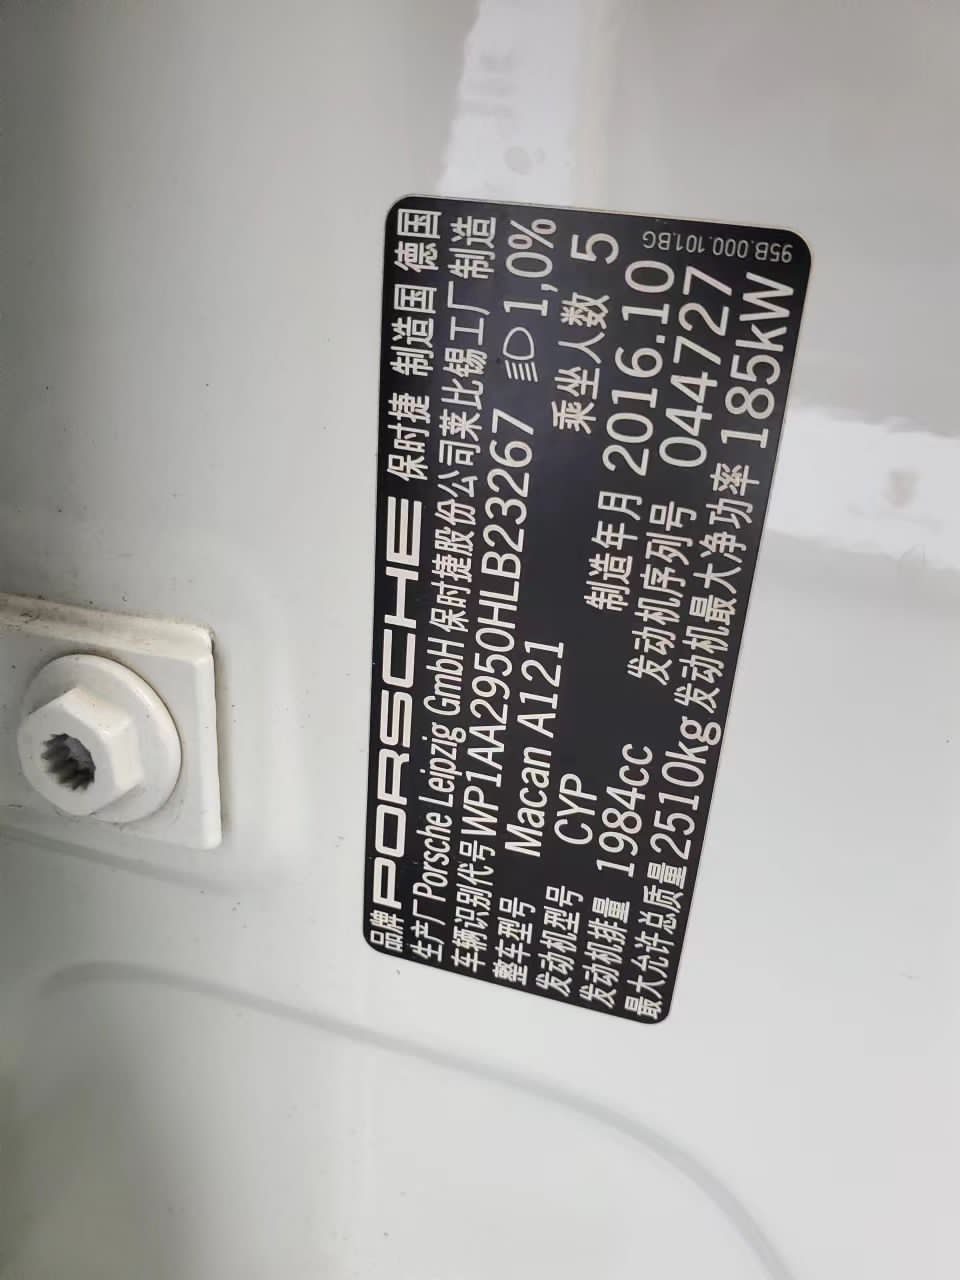 品牌 PORSCHE 保时捷 制造国 德国
生产厂 Porsche Leipzig GmbH 保时捷股份公司莱比锡工厂制造
车辆识别代号 WP1AA2950HLB23267 1,0%
整车型号 Macan A121 乘坐人数 5
发动机型号 CYP 制造年月 2016.10
发动机排量 1984cc 发动机序列号 044727
最大允许总质量 2510kg 发动机最大净功率 185kW
95B.000.101.BG